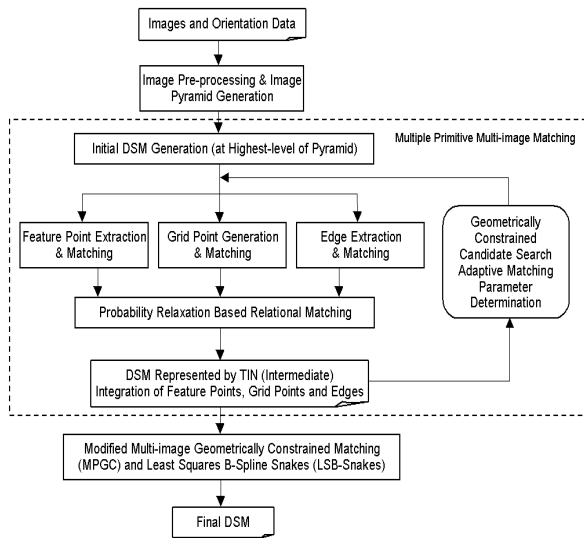 Images and Orientation Data
Image Pre-processing & Image
Pyramid Generation
Multiple Primitive Multi-image Matching
Initial DSM Generation (at Highest-level of Pyramid)
Feature Point Extraction
& Matching
Grid Point Generation
& Matching
Edge Extraction
& Matching
Geometrically
Constrained
Candidate Search
Adaptive Matching
Parameter
Determination
Probability Relaxation Based Relational Matching
DSM Represented by TIN (Intermediate)
Integration of Feature Points, Grid Points and Edges
Modified Multi-image Geometrically Constrained Matching
(MPGC) and Least Squares B-Spline Snakes (LSB-Snakes)
Final DSM